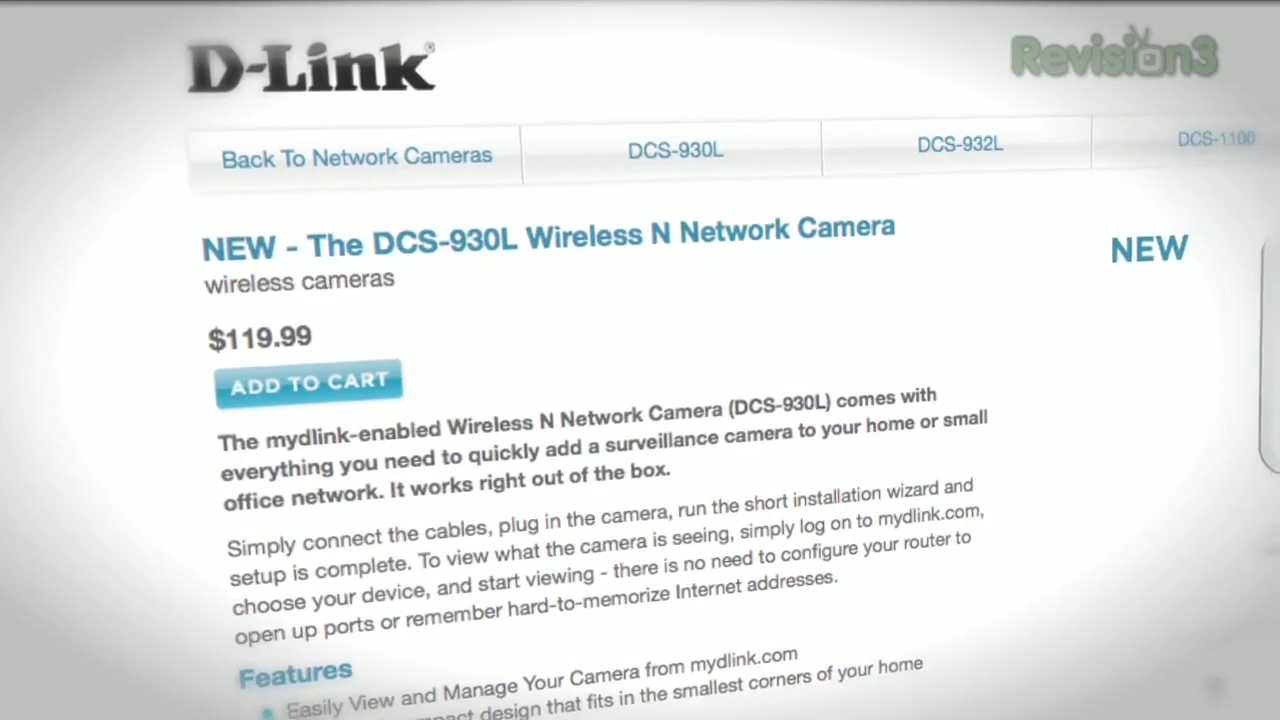 D-Link®
Revision3
Back To Network Cameras
DCS-930L
DCS-932L
DCS-1100
NEW - The DCS-930L Wireless N Network Camera
NEW
wireless cameras
$119.99
ADD TO CART
The mydlink-enabled Wireless N Network Camera (DCS-930L) comes with
everything you need to quickly add a surveillance camera to your home or small
office network. It works right out of the box.
Simply connect the cables, plug in the camera, run the short installation wizard and
setup is complete. To view what the camera is seeing, simply log on to mydlink.com,
choose your device, and start viewing - there is no need to configure your router to
open up ports or remember hard-to-memorize Internet addresses.
Features
Easily View and Manage Your Camera from mydlink.com
design that fits in the smallest corners of your home